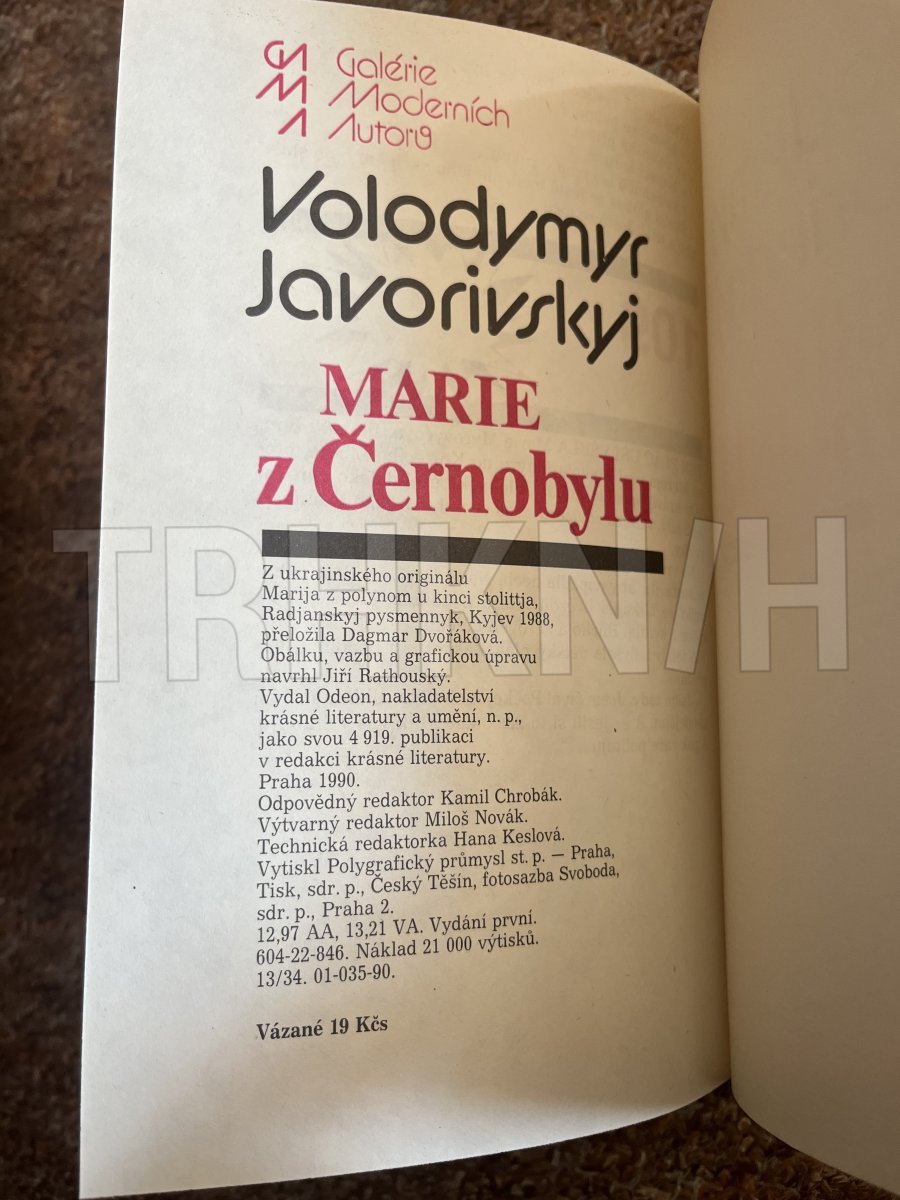 GMA
Galérie
Moderních
Autorů
Volodymyr
Javorivskyj
MARIE
z Černobylu
Z ukrajinského originálu
Marija z polynom u kinci stolittja,
Radjanskyj pysmennyk, Kyjev 1988,
přeložila Dagmar Dvořáková.
Obálku, vazbu a grafickou úpravu
navrhl Jiří Rathouský.
Vydal Odeon, nakladatelství
krásné literatury a umění, n. p.,
jako svou 4 919. publikaci
v redakci krásné literatury.
Praha 1990.
Odpovědný redaktor Kamil Chrobák.
Výtvarný redaktor Miloš Novák.
Technická redaktorka Hana Keslová.
Vytiskl Polygrafický průmysl st. p. — Praha,
Tisk, sdr. p., Český Těšín, fotosazba Svoboda,
sdr. p., Praha 2.
12,97 AA, 13,21 VA. Vydání první.
604-22-846. Náklad 21 000 výtisků.
13/34. 01-035-90.
Vázané 19 Kčs
TRHKN/H